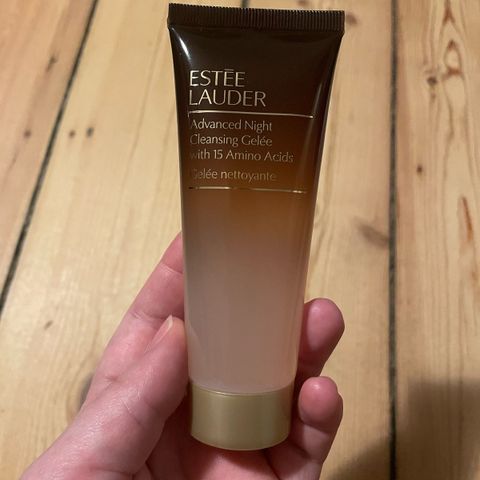 ESTĒE
LAUDER
Advanced Night
Cleansing Gelée
with 15 Amino Acids
Gelée nettoyante